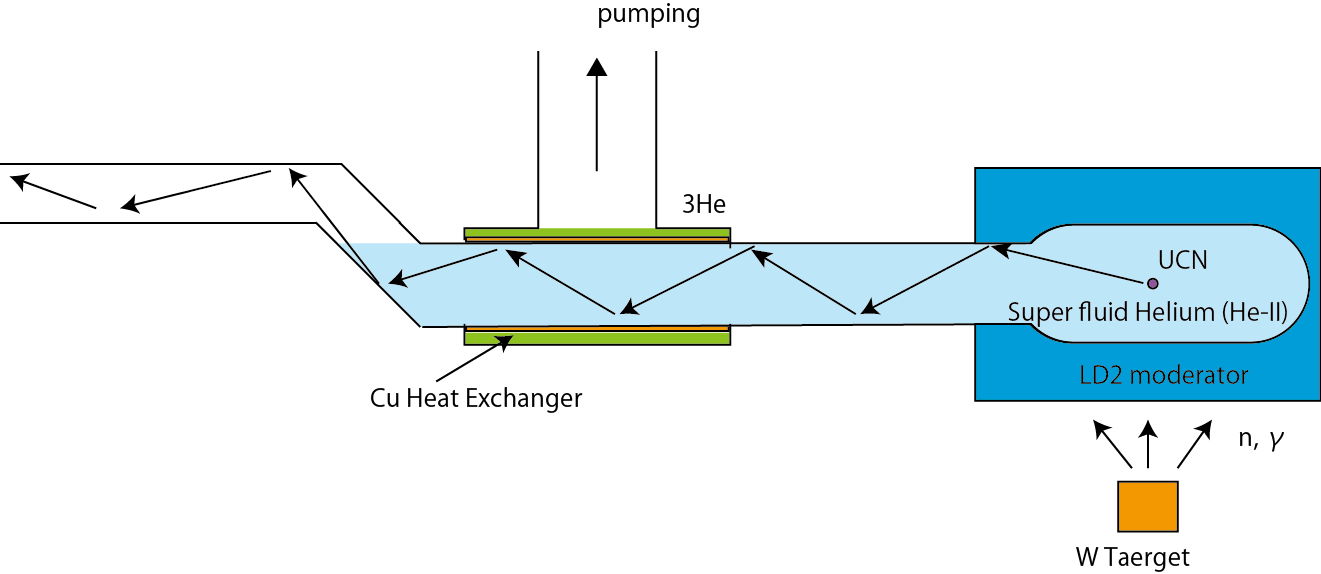 pumping
3He
UCN
Super fluid Helium (He-II)
LD2 moderator
Cu Heat Exchanger
n, γ
W Taerget